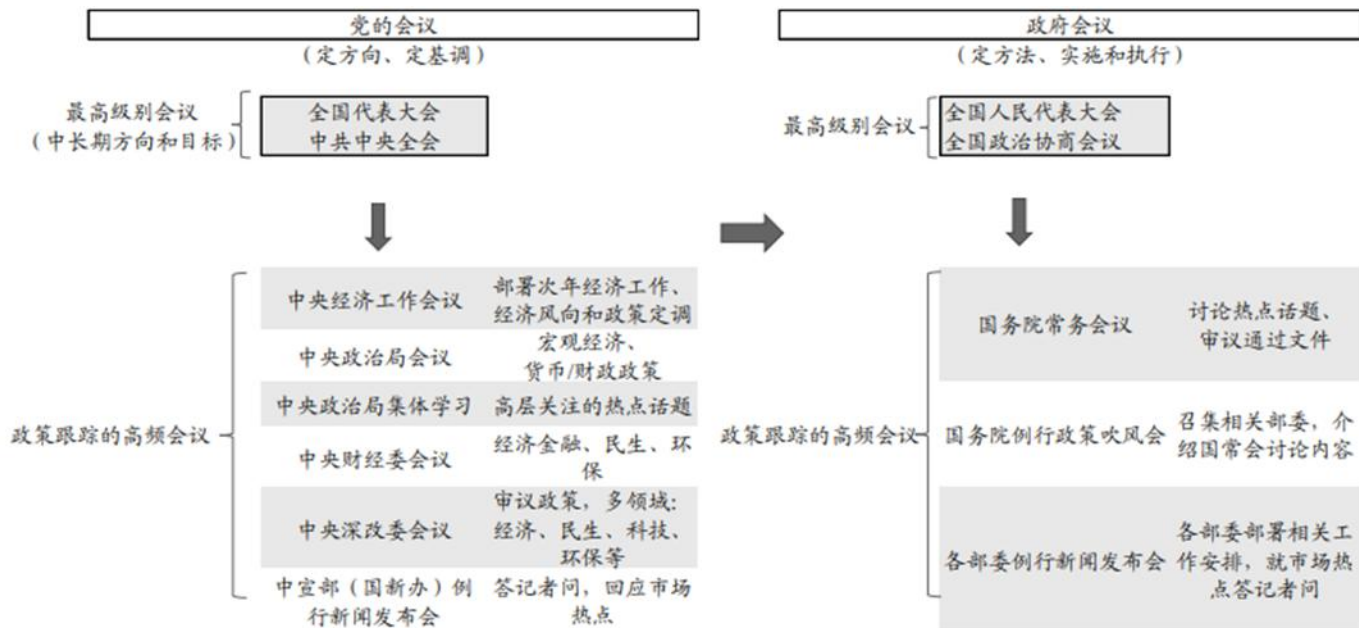 党的会议
(定方向、定基调)
最高级别会议
(中长期方向和目标)
全国代表大会
中共中央全会
政策跟踪的高频会议
中央经济工作会议
部署次年经济工作、
经济风向和政策定调
中央政治局会议
宏观经济、
货币/财政政策
中央政治局集体学习
高层关注的热点话题
中央财经委会议
经济金融、民生、环
保
中央深改委会议
审议政策，多领域：
经济、民生、科技、
环保等
中宣部（国新办）例
行新闻发布会
答记者问，回应市场
热点
政府会议
(定方法、实施和执行)
最高级别会议
全国人民代表大会
全国政治协商会议
政策跟踪的高频会议
国务院常务会议
讨论热点话题、
审议通过文件
国务院例行政策吹风会
召集相关部委，介
绍国常会讨论内容
各部委例行新闻发布会
各部委部署相关工
作安排，就市场热
点答记者问